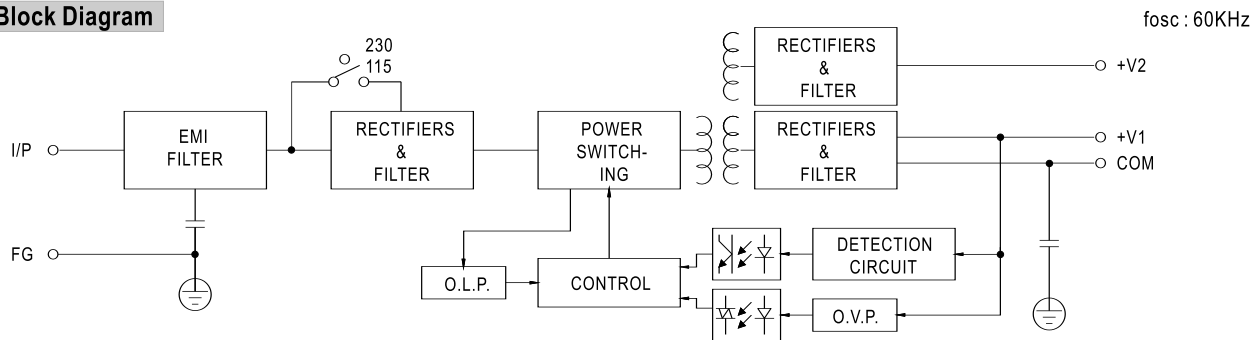 Block Diagram
fosc : 60KHz
230
115
RECTIFIERS
&
FILTER
+V2
I/P
EMI
FILTER
RECTIFIERS
&
FILTER
POWER
SWITCH-
ING
RECTIFIERS
&
FILTER
+V1
COM
FG
O.L.P.
CONTROL
DETECTION
CIRCUIT
O.V.P.